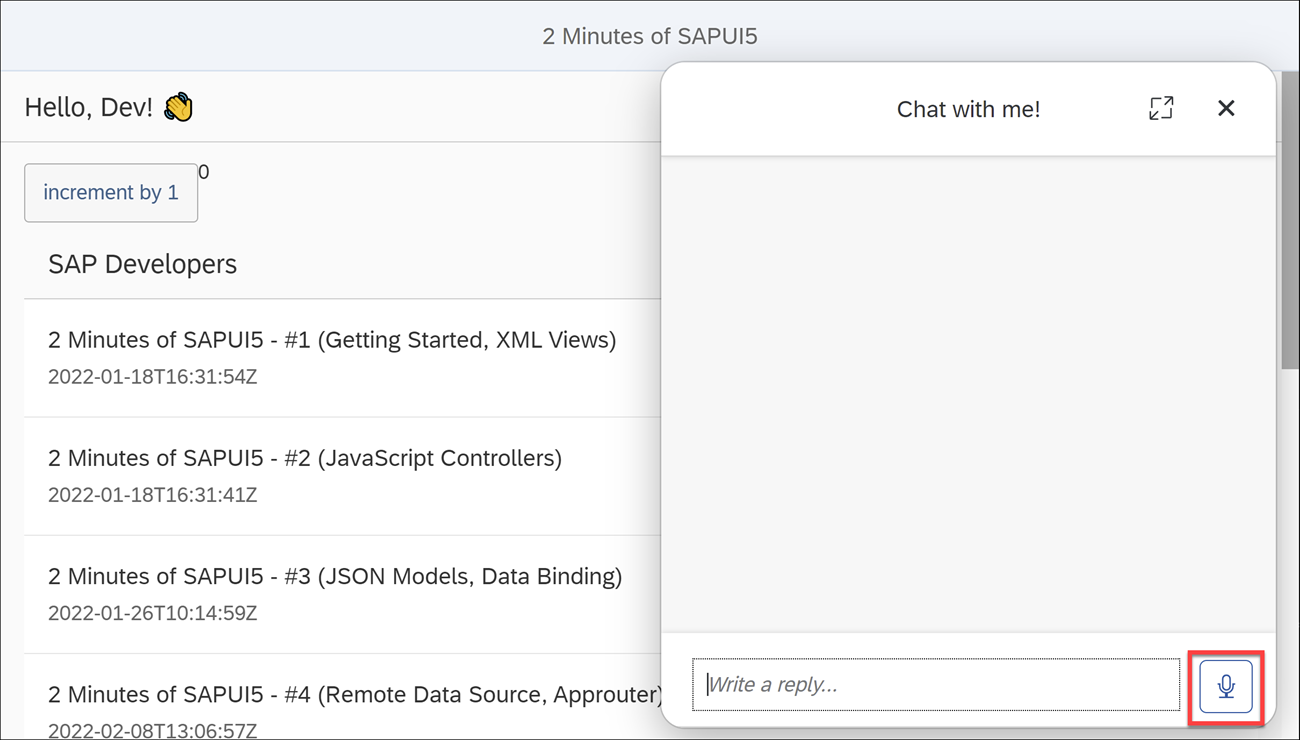 2 Minutes of SAPUI5
Hello, Dev! 👋
increment by 1
0
SAP Developers
2 Minutes of SAPUI5 - #1 (Getting Started, XML Views)
2022-01-18T16:31:54Z
2 Minutes of SAPUI5 - #2 (JavaScript Controllers)
2022-01-18T16:31:41Z
2 Minutes of SAPUI5 - #3 (JSON Models, Data Binding)
2022-01-26T10:14:59Z
2 Minutes of SAPUI5 - #4 (Remote Data Source, Approuter)
2022-02-08T13:06:57Z
Chat with me!
Write a reply...